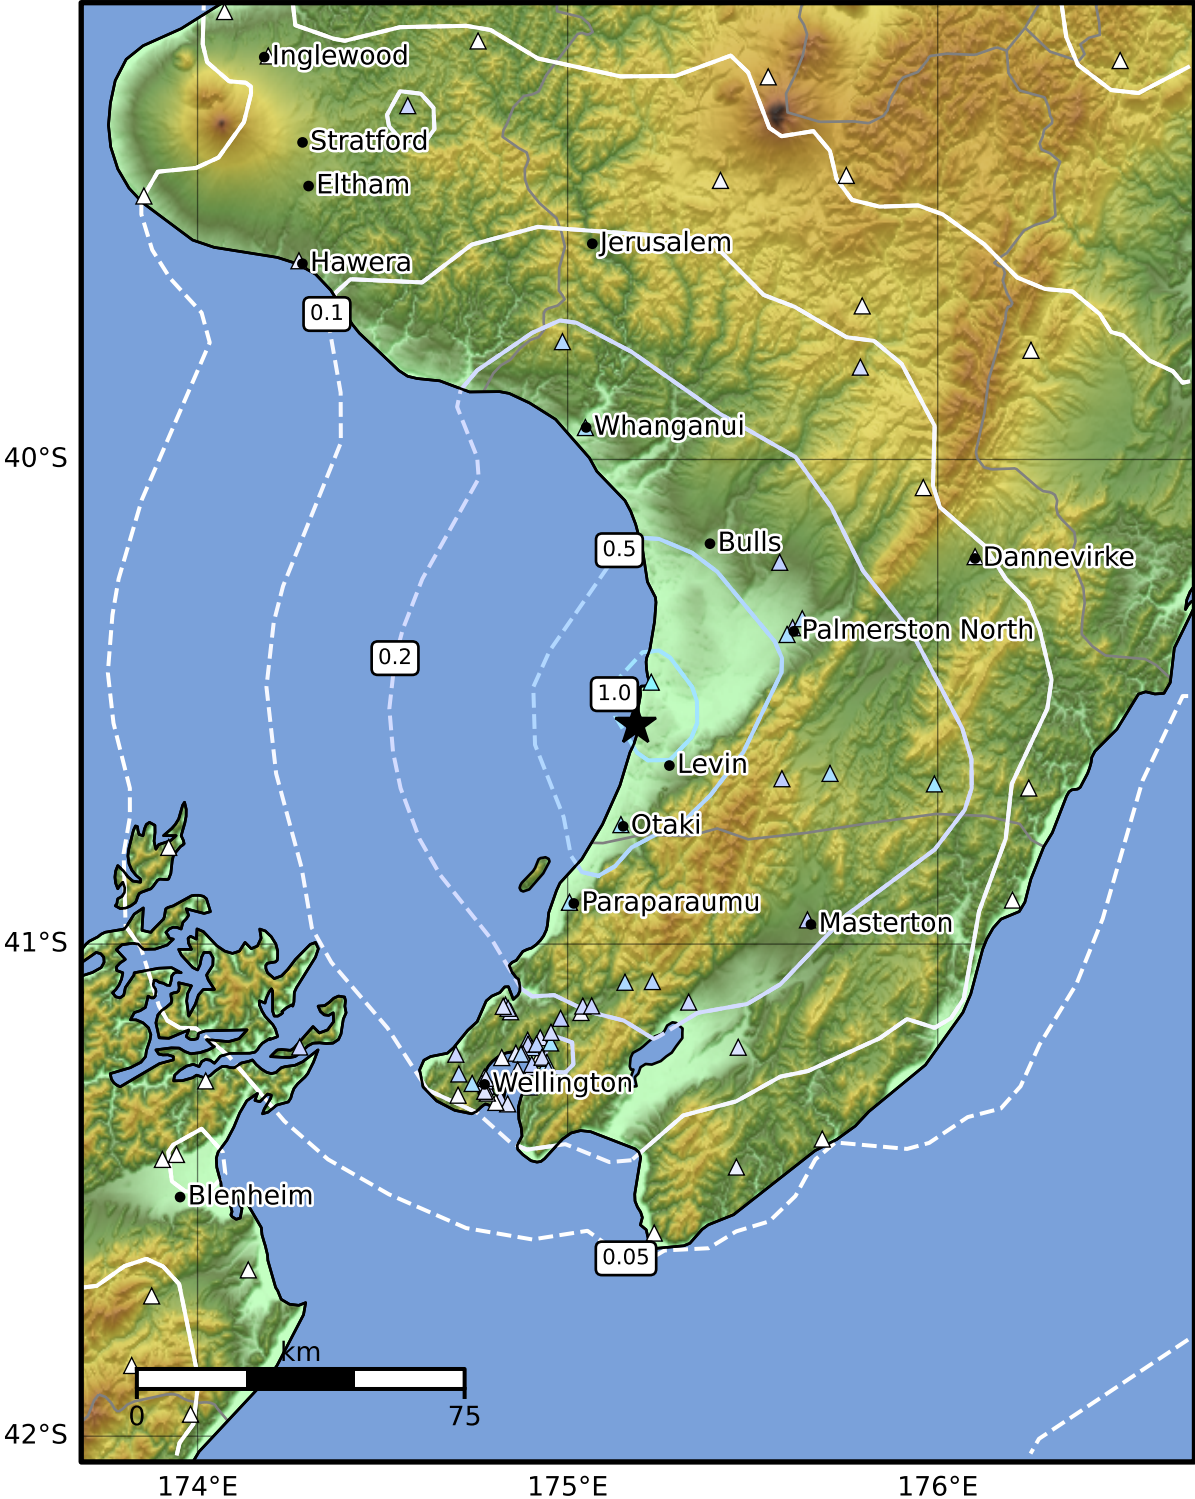 Inglewood
Stratford
Eltham
Jerusalem
Hawera
0.1
Whanganui
40°S
Bulls
0.5
Dannevirke
Palmerston North
0.2
1.0
Levin
Otaki
Paraparaumu
Masterton
41°S
Wellington
Blenheim
0.05
km
0 75
42°S
174°E 175°E 176°E